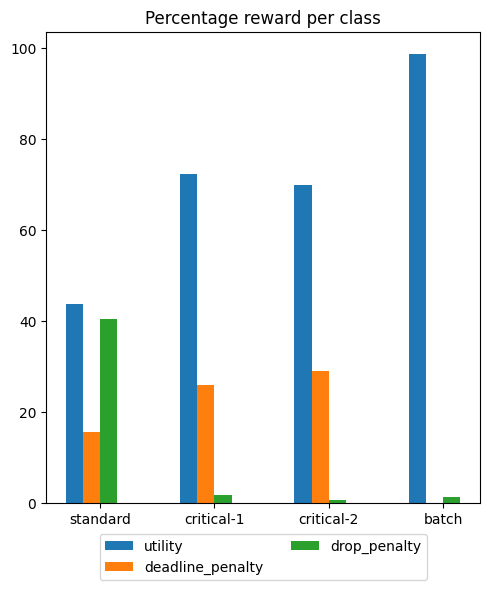 Percentage reward per class
100
80
60
40
20
0
standard critical-1 critical-2 batch
utility drop_penalty
deadline_penalty